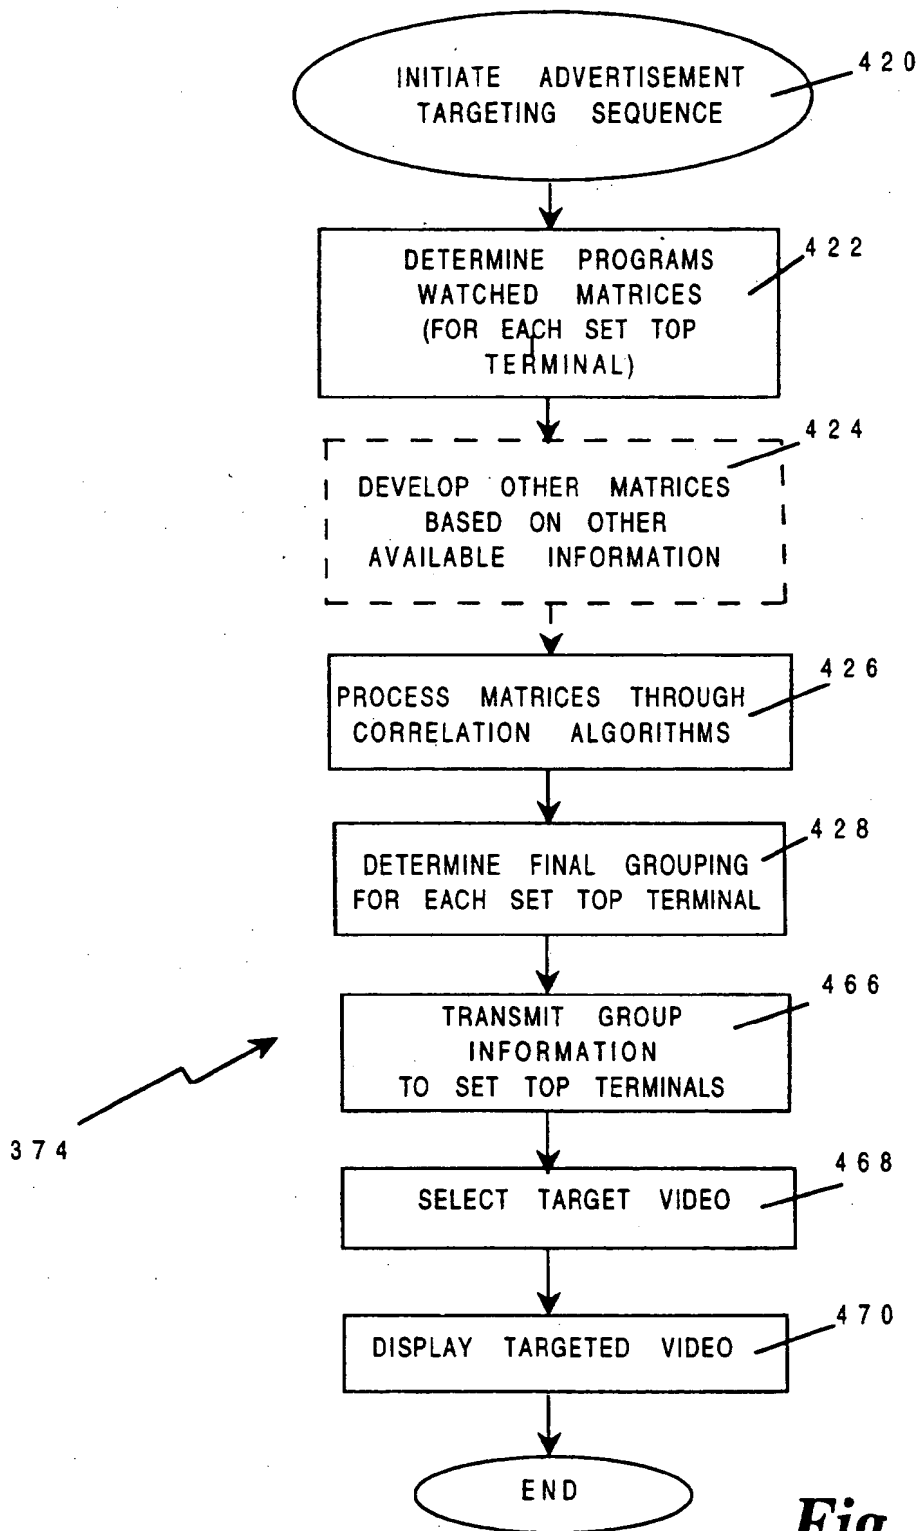 INITIATE ADVERTISEMENT
TARGETING SEQUENCE
420
DETERMINE PROGRAMS
WATCHED MATRICES
(FOR EACH SET TOP
TERMINAL)
422
DEVELOP OTHER MATRICES
BASED ON OTHER
AVAILABLE INFORMATION
424
PROCESS MATRICES THROUGH
CORRELATION ALGORITHMS
426
DETERMINE FINAL GROUPING
FOR EACH SET TOP TERMINAL
428
TRANSMIT GROUP
INFORMATION
TO SET TOP TERMINALS
466
374
SELECT TARGET VIDEO
468
DISPLAY TARGETED VIDEO
470
END
Fig